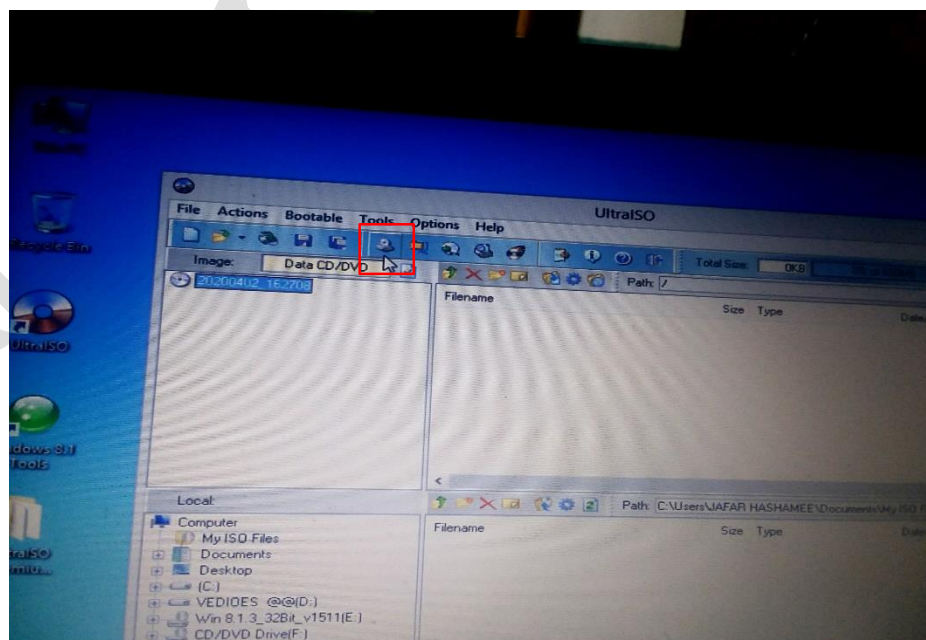 UltraISO
File Actions Bootable Tools Options Help
Total Size: 0KB
Image: Data CD/DVD
Path: /
20200402_162708
Filename Size Type Date
UltraISO
Tools
Local:
Path: C:\Users\JAFAR HASHAMEE\Documents\My ISO F
Computer
Filename Size Type Date
My ISO Files
Documents
Desktop
(C:)
VEDIOES @@(D:)
Win 8.1.3_32Bit_v1511(E:)
CD/DVD Drive(F:)